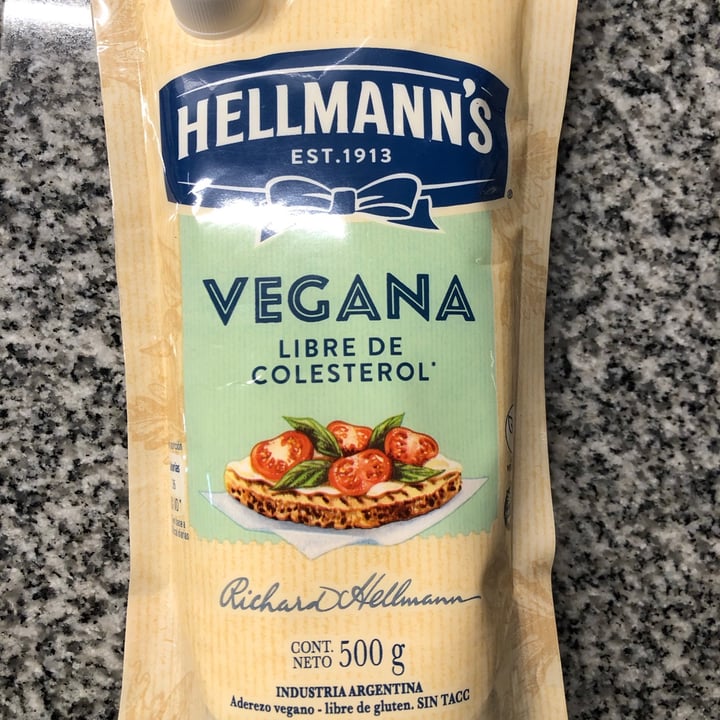 HELLMANN'S
EST.1913
®
VEGANA
LIBRE DE
COLESTEROL*
Richard Hellmann
CONT.
NETO 500 g
INDUSTRIA ARGENTINA
Aderezo vegano - libre de gluten. SIN TACC